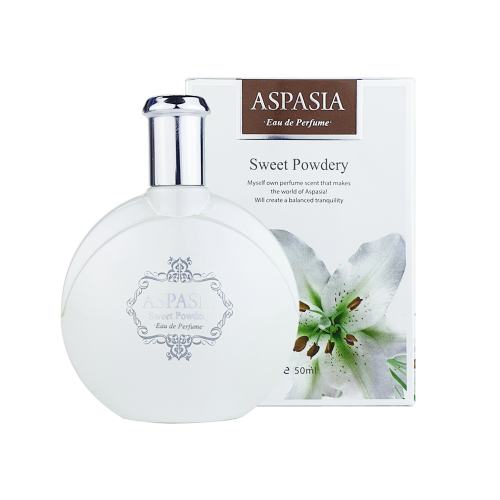 ASPASIA
·Eau de Perfume·
Sweet Powdery
Myself own perfume scent that makes
the world of Aspasia!
Will create a balanced tranquility
e 50ml
ASPASIA
Sweet Powdery
·Eau de Perfume·